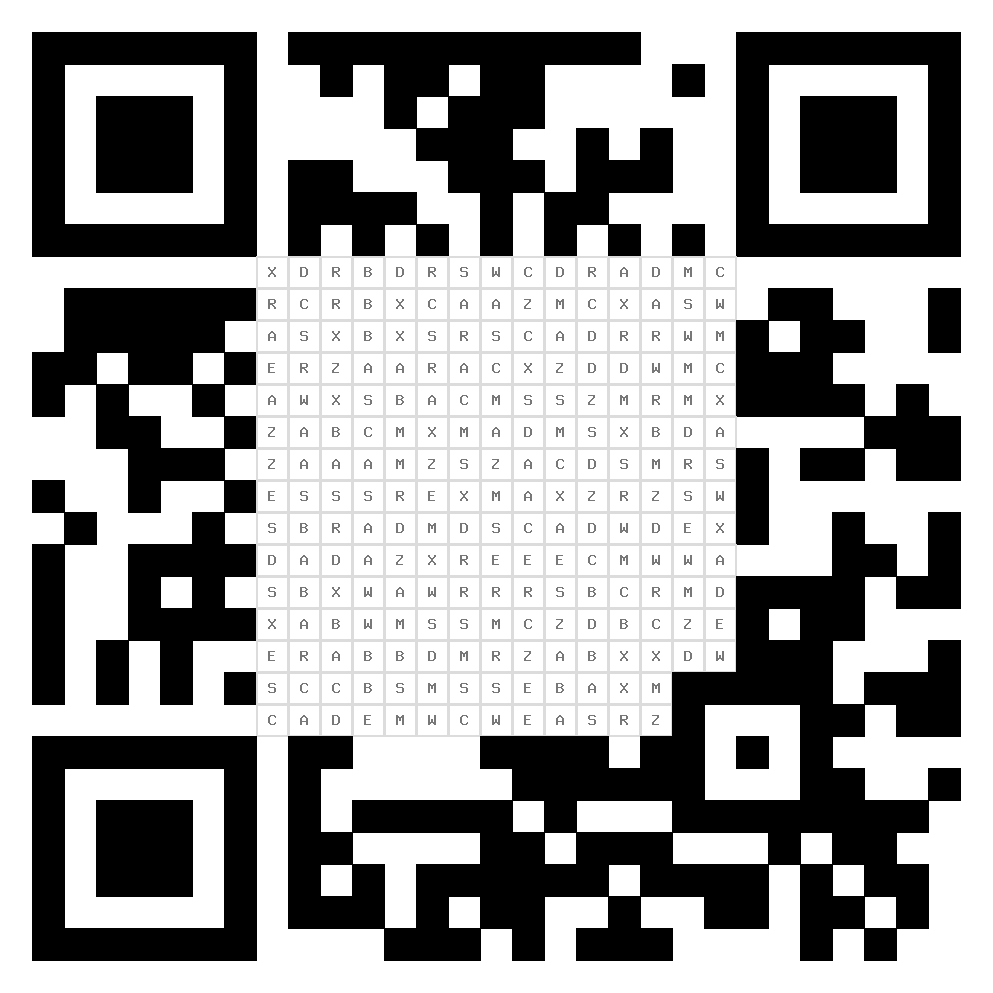 X D R B D R S W C D R A D M C
R C R B X C A A Z M C X A S W
A S X B X S R S C A D R R W M
E R Z A A R A C X Z D D W M C
A W X S B A C M S S Z M R M X
Z A B C M X M A D M S X B D A
Z A A A M Z S Z A C D S M R S
E S S S R E X M A X Z R Z S W
S B R A D M D S C A D W D E X
D A D A Z X R E E E C M W W A
S B X W A W R R R S B C R M D
X A B W M S S M C Z D B C Z E
E R A B B D M R Z A B X X D W
S C C B S M S S E B A X M
C A D E M W C W E A S R Z